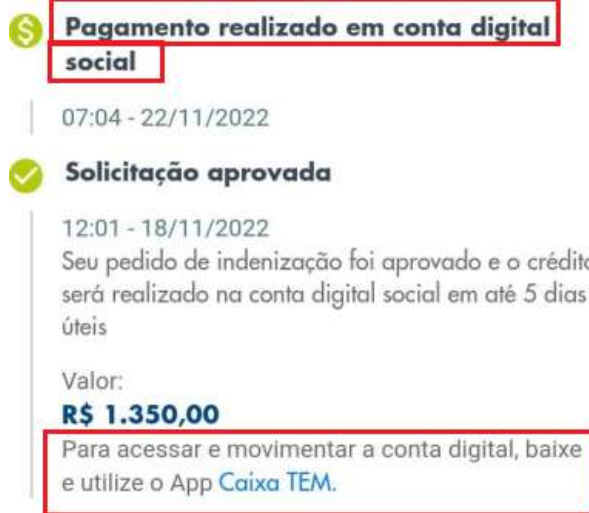 Pagamento realizado em conta digital
social
07:04 - 22/11/2022
Solicitação aprovada
12:01 - 18/11/2022
Seu pedido de indenização foi aprovado e o crédito
será realizado na conta digital social em até 5 dias
úteis
Valor:
R$ 1.350,00
Para acessar e movimentar a conta digital, baixe
e utilize o App Caixa TEM.